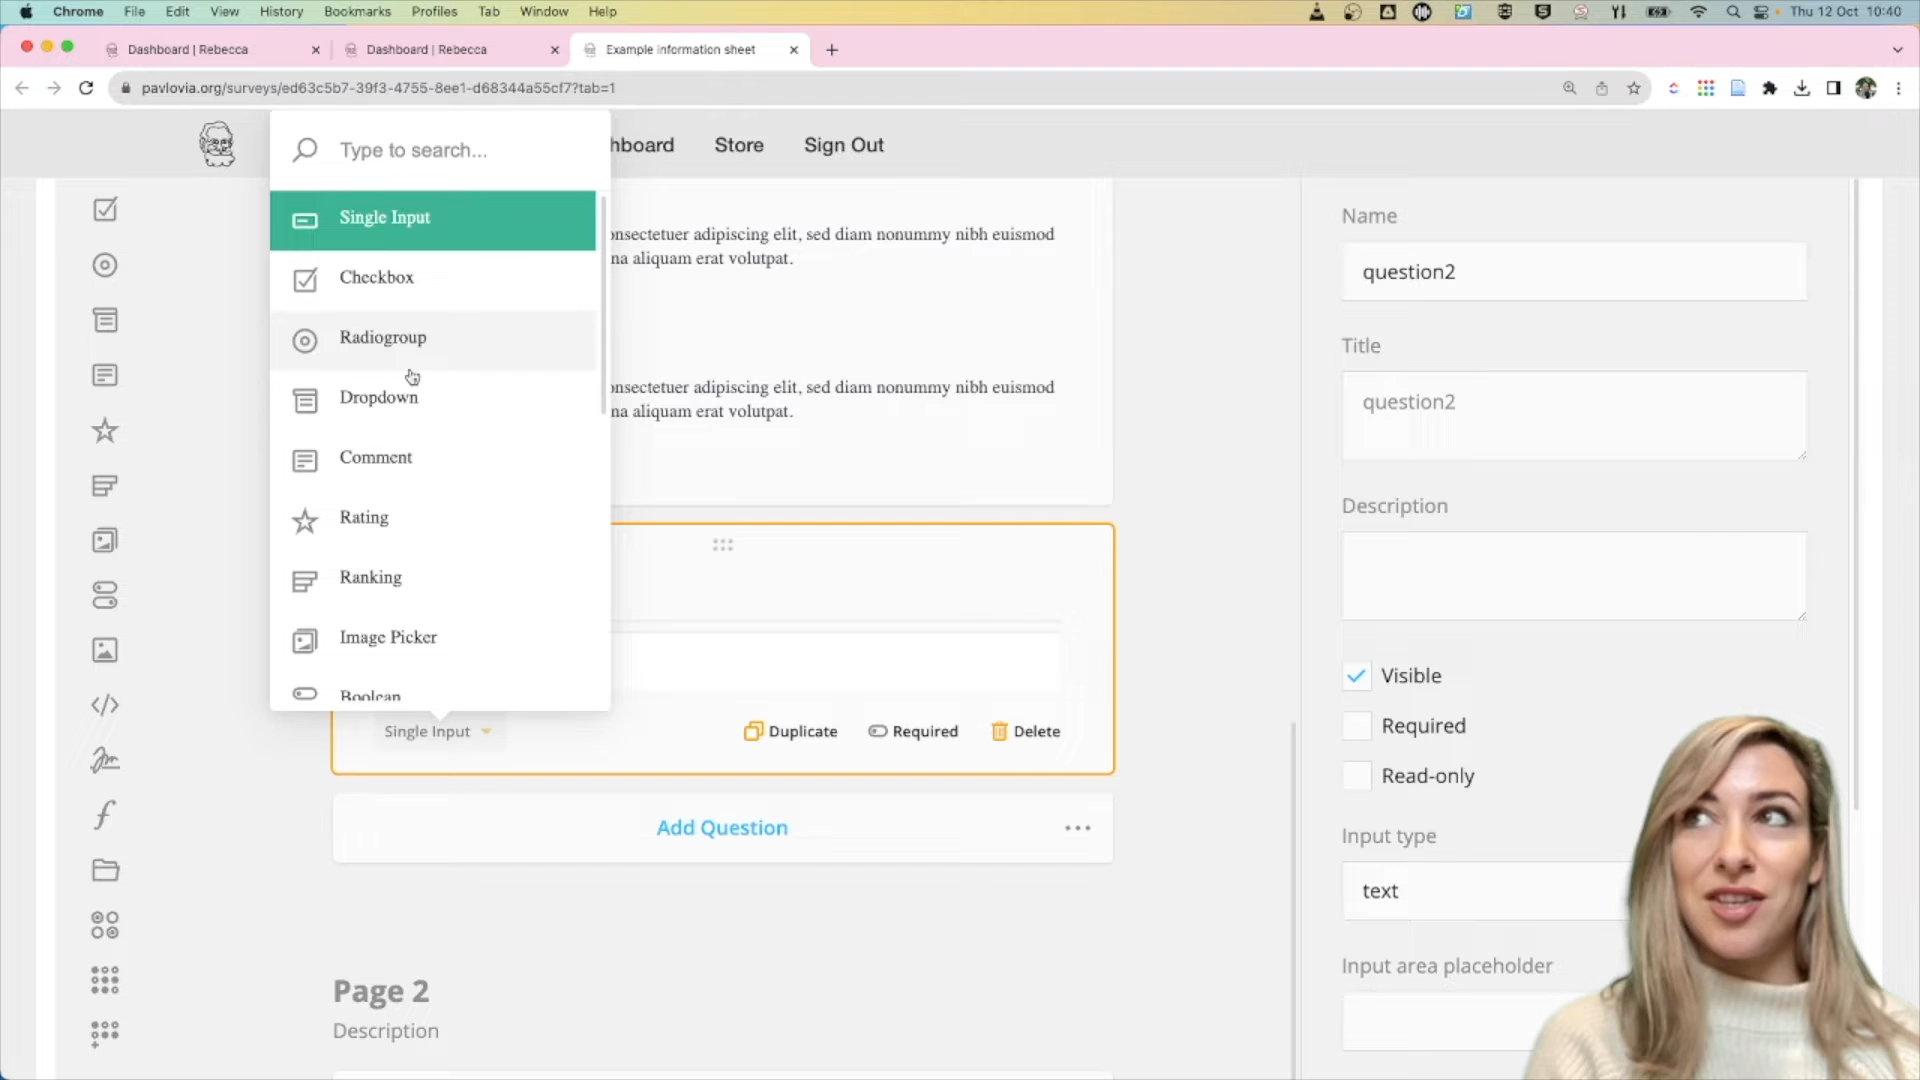 Chrome File Edit View History Bookmarks Profiles Tab Window Help Thu 12 Oct 10:40
Dashboard | Rebecca Dashboard | Rebecca Example information sheet
pavlovia.org/surveys/ed63c5b7-39f3-4755-8ee1-d68344a55cf7?tab=1
Type to search... hboard Store Sign Out
Single Input
Checkbox
Radiogroup
Dropdown
Comment
Rating
Ranking
Image Picker
Boolean
onsectetuer adipiscing elit, sed diam nonummy nibh euismod
na aliquam erat volutpat.
onsectetuer adipiscing elit, sed diam nonummy nibh euismod
na aliquam erat volutpat.
Single Input Duplicate Required Delete
Add Question
Page 2
Description
Name
question2
Title
question2
Description
Visible
Required
Read-only
Input type
text
Input area placeholder